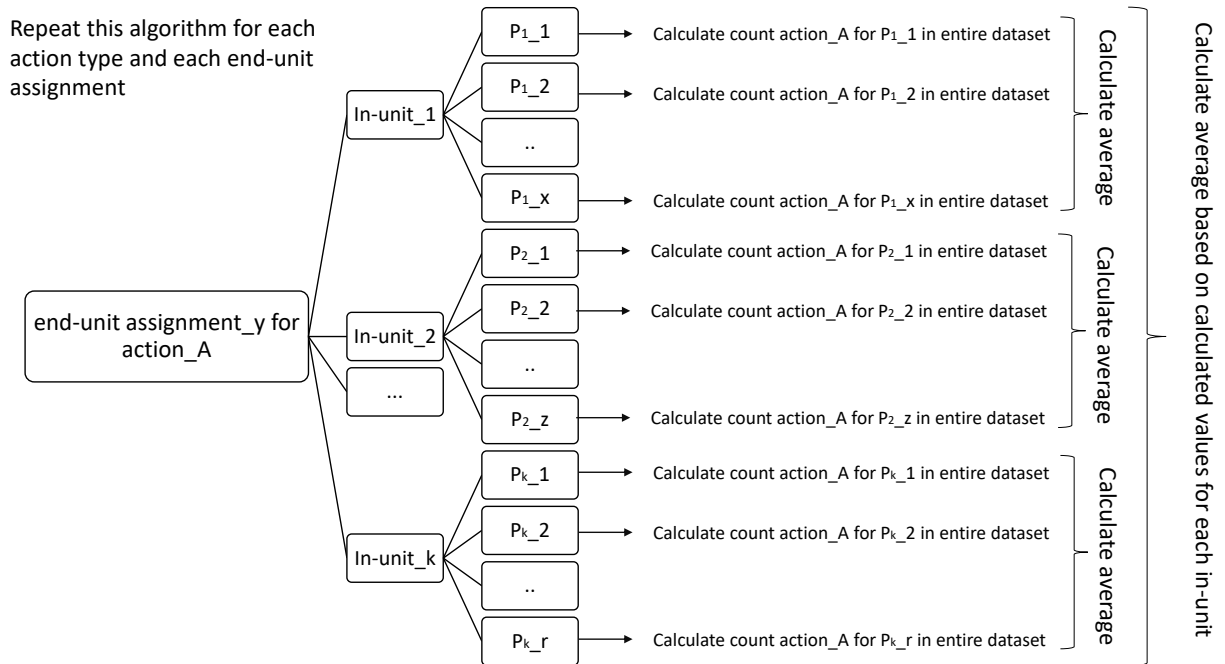 Repeat this algorithm for each
action type and each end-unit
assignment
end-unit assignment_y for
action_A
In-unit_1
In-unit_2
...
In-unit_k
P₁_1
Calculate count action_A for P₁_1 in entire dataset
P₁_2
Calculate count action_A for P₁_2 in entire dataset
..
P₁_x
Calculate count action_A for P₁_x in entire dataset
Calculate average
P₂_1
Calculate count action_A for P₂_1 in entire dataset
P₂_2
Calculate count action_A for P₂_2 in entire dataset
..
P₂_z
Calculate count action_A for P₂_z in entire dataset
Calculate average
Pₖ_1
Calculate count action_A for Pₖ_1 in entire dataset
Pₖ_2
Calculate count action_A for Pₖ_2 in entire dataset
..
Pₖ_r
Calculate count action_A for Pₖ_r in entire dataset
Calculate average
Calculate average based on calculated values for each in-unit